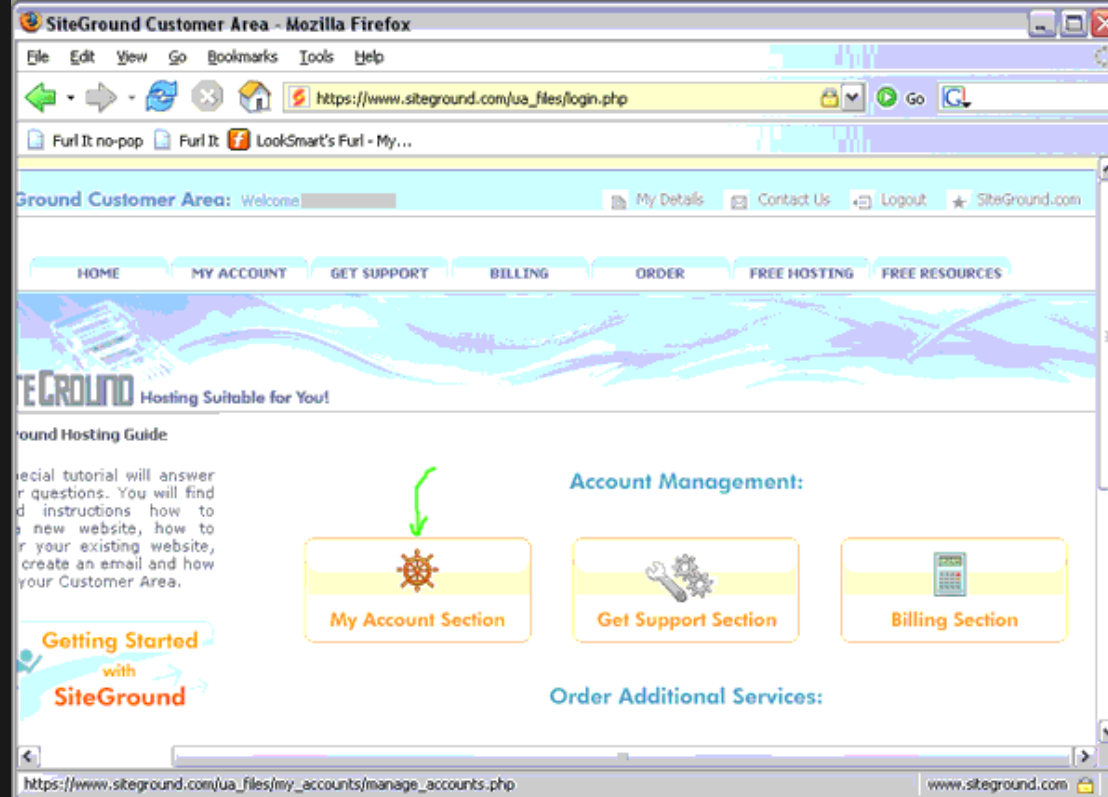 SiteGround Customer Area - Mozilla Firefox
File Edit View Go Bookmarks Tools Help
https://www.siteground.com/ua_files/login.php Go G
Furl It no-pop Furl It LookSmart's Furl - My...
Ground Customer Area: Welcome My Details Contact Us Logout SiteGround.com
HOME MY ACCOUNT GET SUPPORT BILLING ORDER FREE HOSTING FREE RESOURCES
TEGROUND Hosting Suitable for You!
ound Hosting Guide
ecial tutorial will answer
r questions. You will find
d instructions how to
new website, how to
r your existing website,
create an email and how
your Customer Area.
Getting Started
with
SiteGround
Account Management:
My Account Section Get Support Section Billing Section
Order Additional Services:
https://www.siteground.com/ua_files/my_accounts/manage_accounts.php www.siteground.com